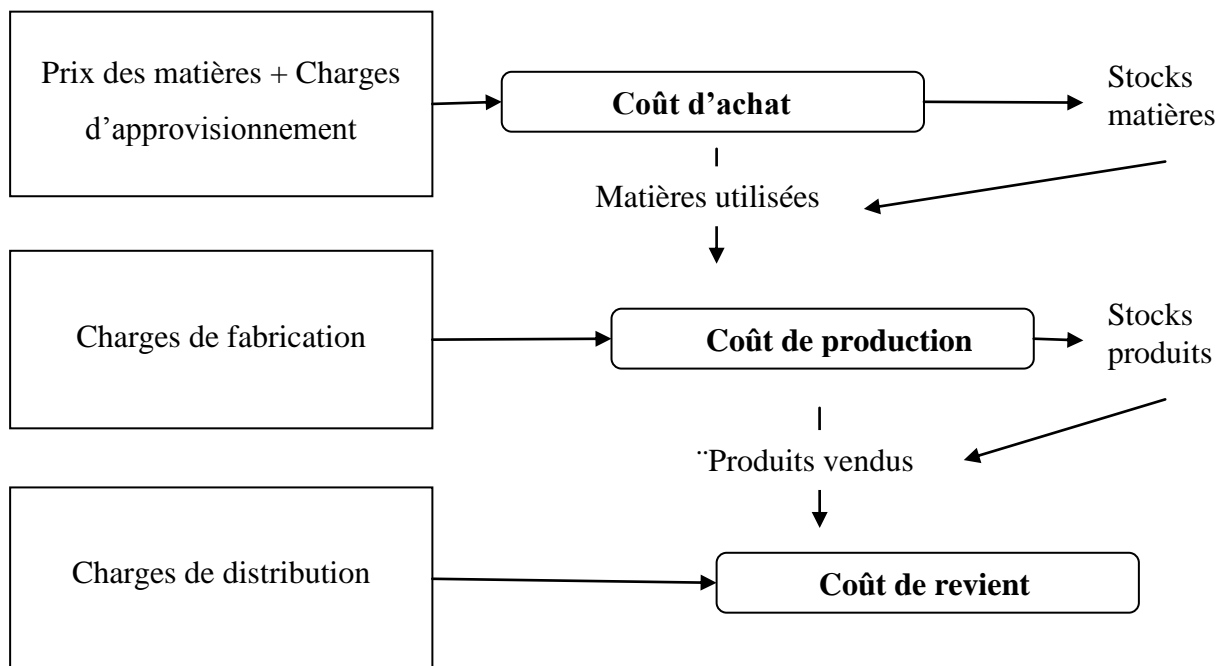 Prix des matières + Charges
d’approvisionnement
Coût d’achat
Stocks
matières
Matières utilisées
Charges de fabrication
Coût de production
Stocks
produits
¨Produits vendus
Charges de distribution
Coût de revient